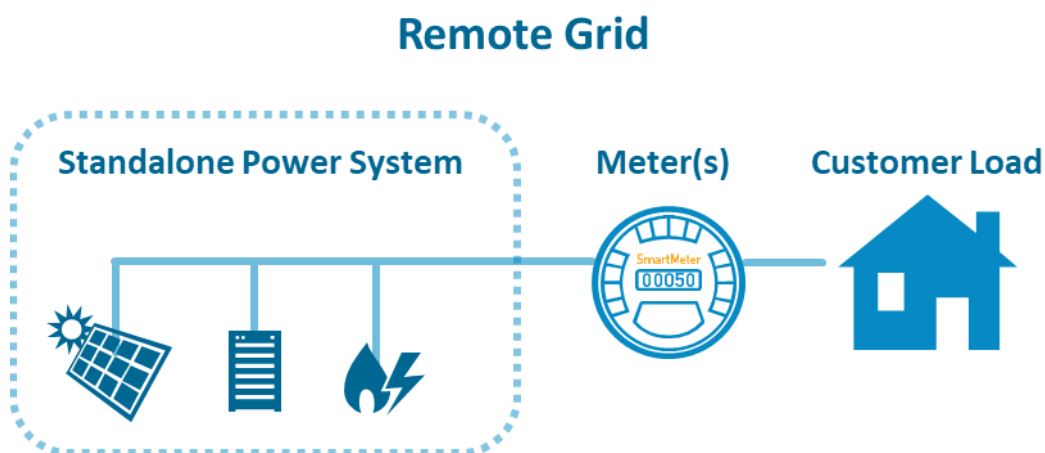 Remote Grid
Standalone Power System
Meter(s)
Customer Load
SmartMeter
00050